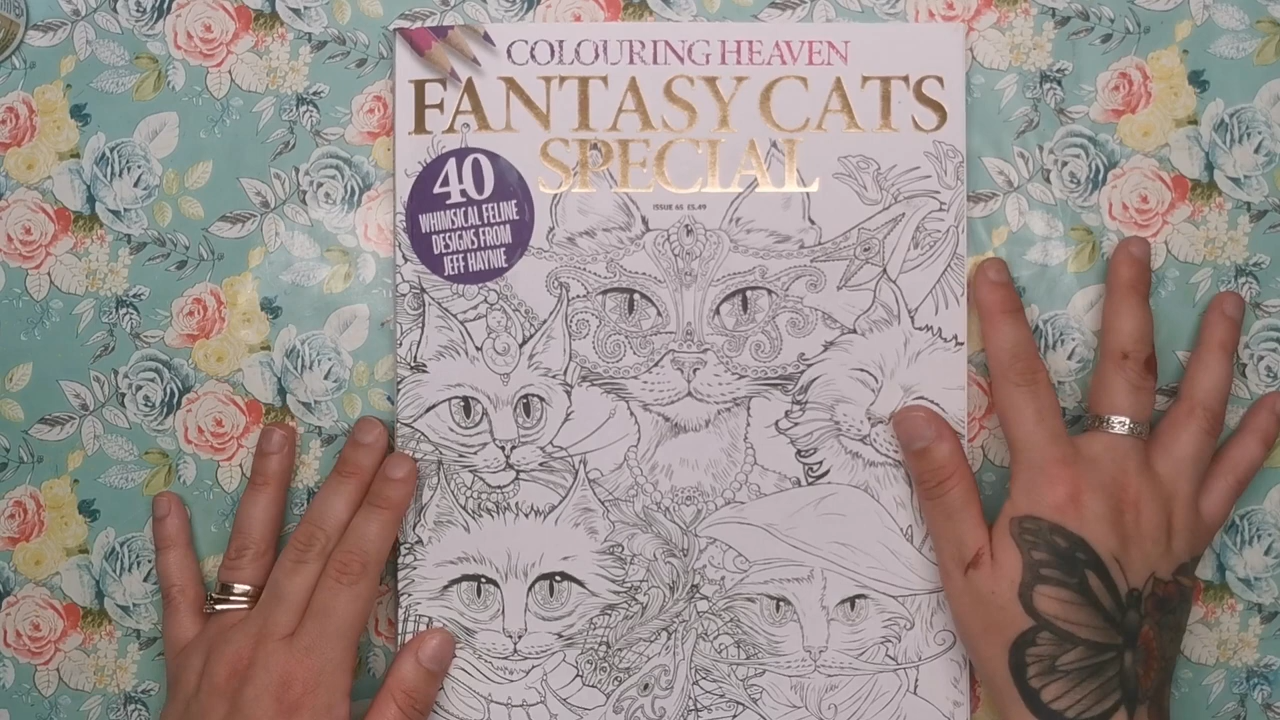 COLOURING HEAVEN
FANTASY CATS
SPECIAL
40
WHIMSICAL FELINE
DESIGNS FROM
JEFF HAYNIE
ISSUE 65 £5.49